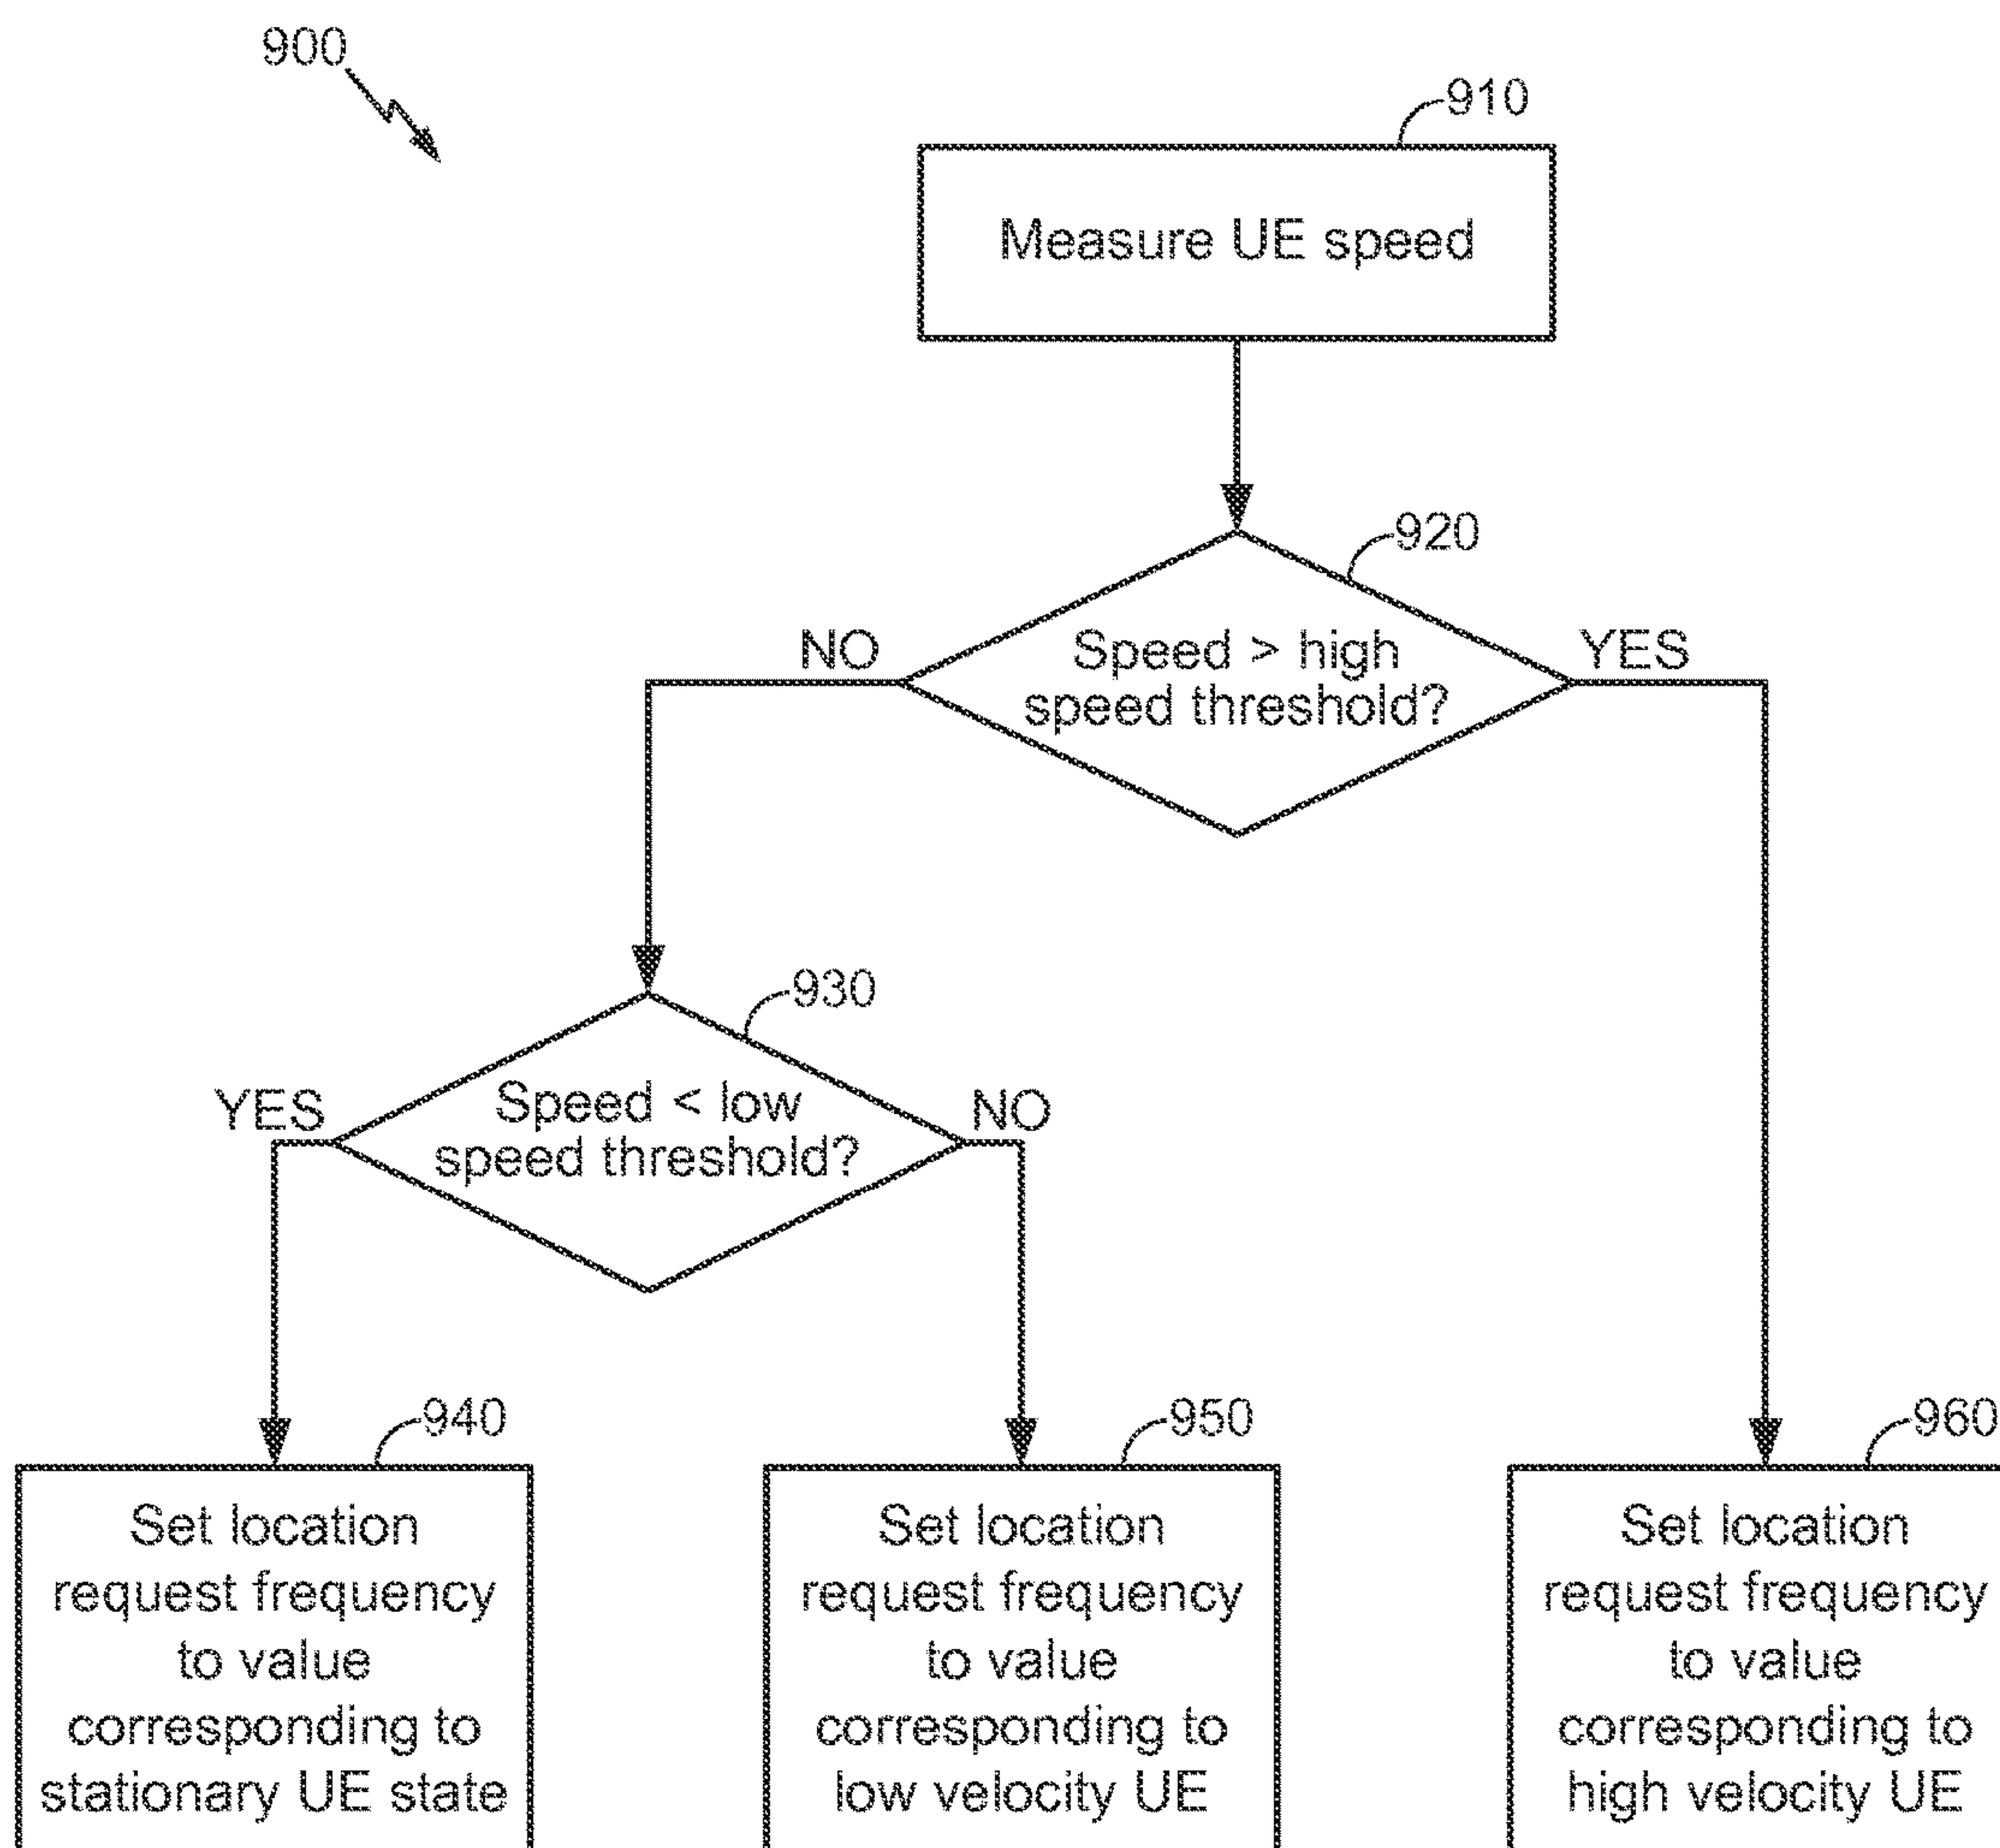 900
910
Measure UE speed
920
NO
Speed > high
speed threshold?
YES
930
YES
Speed < low
speed threshold?
NO
940
Set location
request frequency
to value
corresponding to
stationary UE state
950
Set location
request frequency
to value
corresponding to
low velocity UE
960
Set location
request frequency
to value
corresponding to
high velocity UE